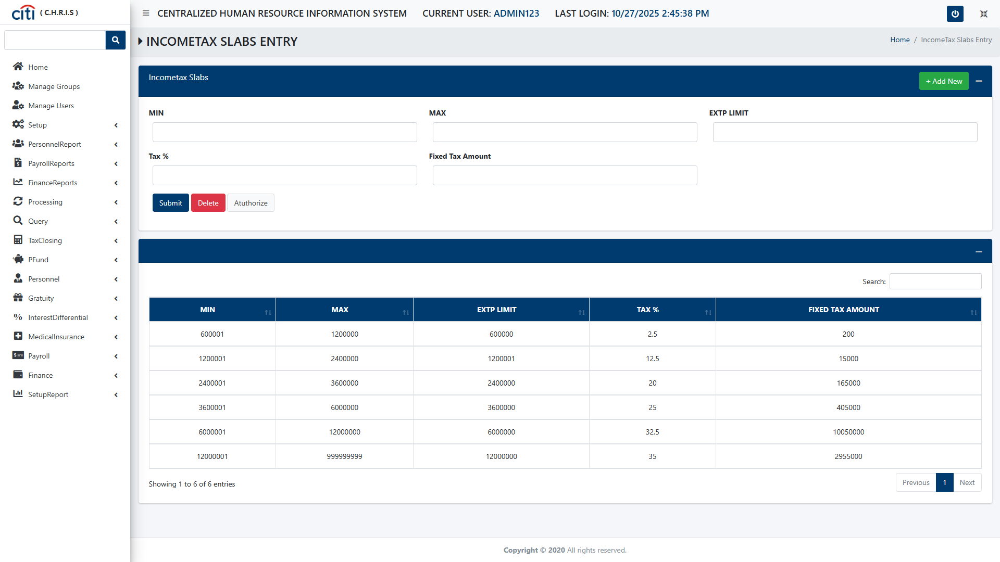 citi ( C.H.R.I.S )
CENTRALIZED HUMAN RESOURCE INFORMATION SYSTEM CURRENT USER: ADMIN123 LAST LOGIN: 10/27/2025 2:45:38 PM
INCOMETAX SLABS ENTRY
Home / IncomeTax Slabs Entry
Home
Manage Groups
Manage Users
Setup
PersonnelReport
PayrollReports
FinanceReports
Processing
Query
TaxClosing
PFund
Personnel
Gratuity
InterestDifferential
MedicalInsurance
Payroll
Finance
SetupReport
Incometax Slabs
+ Add New
MIN MAX EXTP LIMIT
Tax % Fixed Tax Amount
Submit Delete Atuthorize
Search:
MIN MAX EXTP LIMIT TAX % FIXED TAX AMOUNT
600001 1200000 600000 2.5 200
1200001 2400000 1200001 12.5 15000
2400001 3600000 2400000 20 165000
3600001 6000000 3600000 25 405000
6000001 12000000 6000000 32.5 10050000
12000001 999999999 12000000 35 2955000
Showing 1 to 6 of 6 entries
Previous 1 Next
Copyright © 2020 All rights reserved.